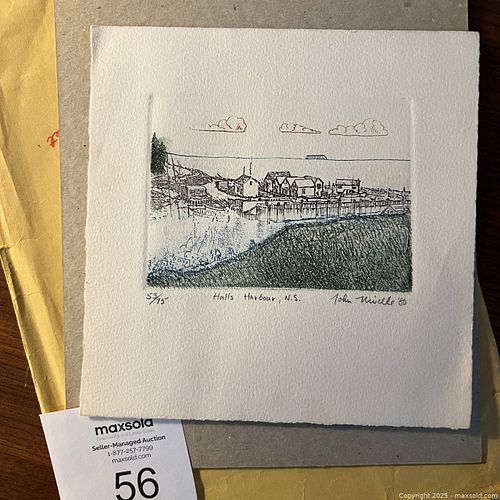 53/75 Halls Harbour, N.S. John '80
maxsold
Seller-Managed Auction
1-877-257-7799
maxsold.com
56
Copyright 2025 - maxsold.com